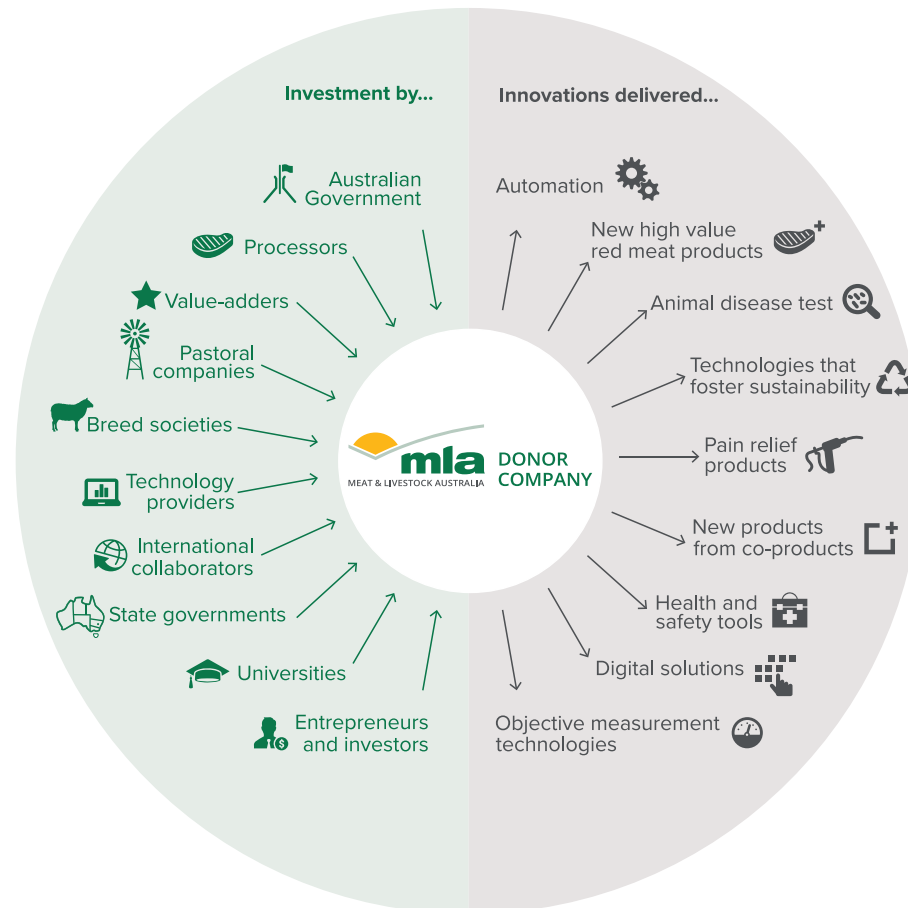 Investment by...
Australian
Government
Processors
Value-adders
Pastoral
companies
Breed societies
Technology
providers
International
collaborators
State governments
Universities
Entrepreneurs
and investors
mla
MEAT & LIVESTOCK AUSTRALIA
DONOR
COMPANY
Innovations delivered...
Automation
New high value
red meat products
Animal disease test
Technologies that
foster sustainability
Pain relief
products
New products
from co-products
Health and
safety tools
Digital solutions
Objective measurement
technologies